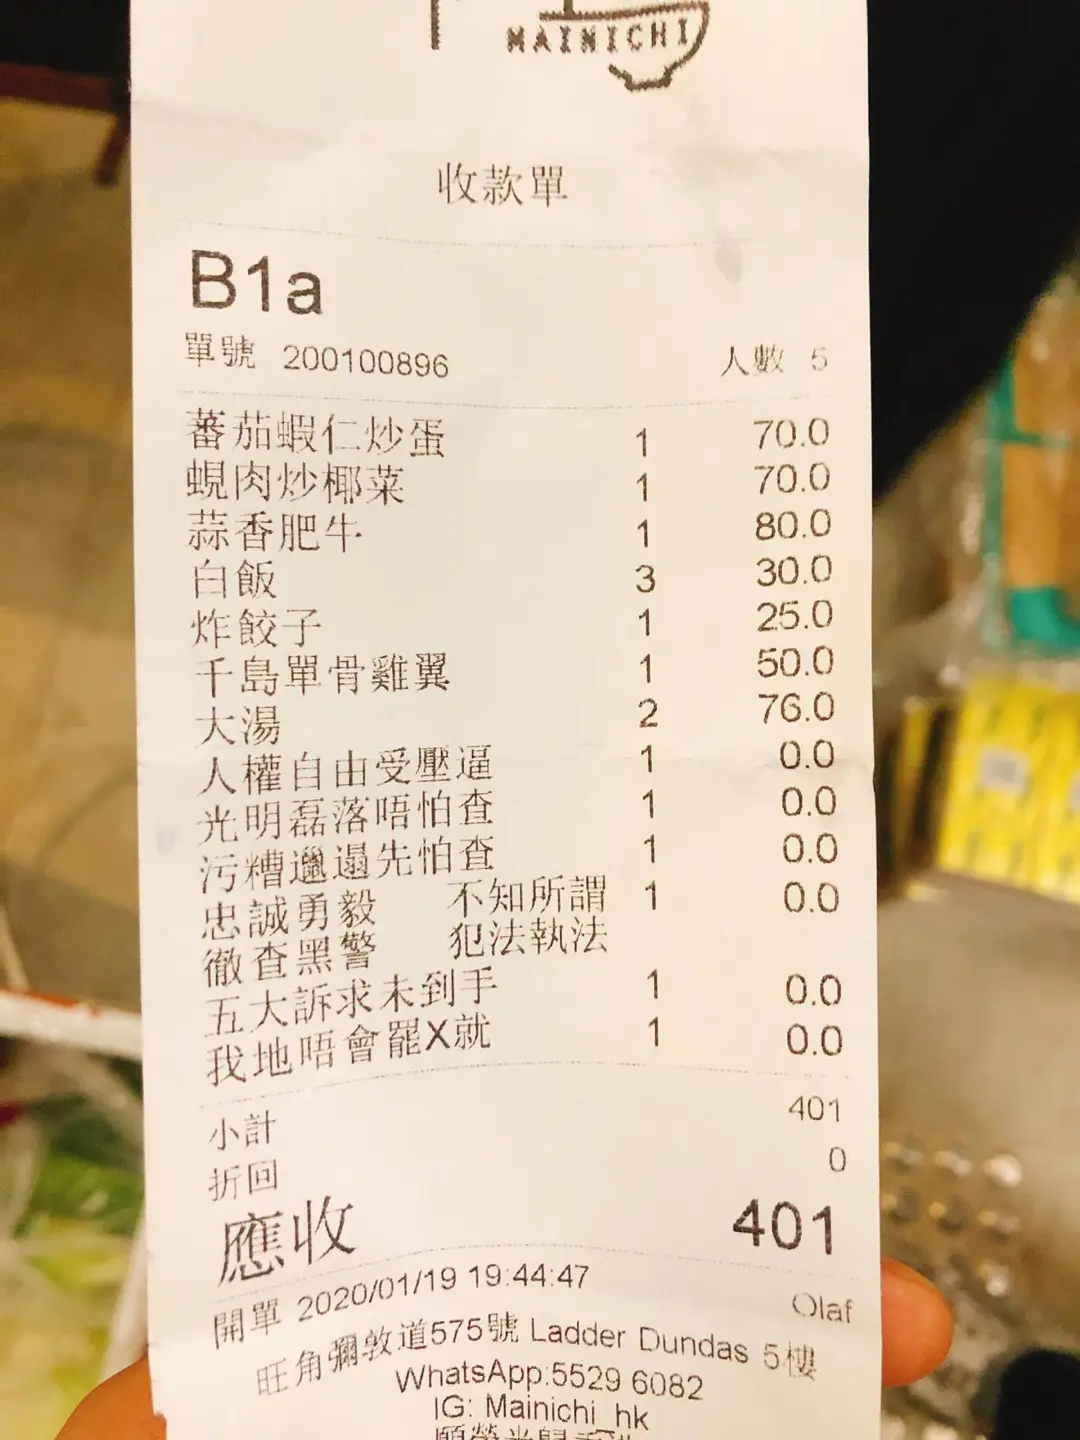 MAINICHI
收款單
B1a
單號 200100896 人數 5
蕃茄蝦仁炒蛋 1 70.0
蜆肉炒椰菜 1 70.0
蒜香肥牛 1 80.0
白飯 3 30.0
炸餃子 1 25.0
千島單骨雞翼 1 50.0
大湯 2 76.0
人權自由受壓逼 1 0.0
光明磊落唔怕查 1 0.0
污糟邋遢先怕查 1 0.0
忠誠勇毅 不知所謂 1 0.0
徹查黑警 犯法執法
五大訴求未到手 1 0.0
我地唔會罷X就 1 0.0
小計 401
折回 0
應收 401
開單 2020/01/19 19:44:47 Olaf
旺角彌敦道575號 Ladder Dundas 5樓
WhatsApp:5529 6082
IG: Mainichi_hk
願榮光歸香港